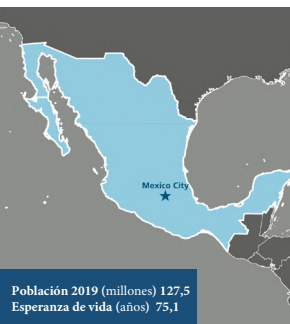 Mexico City
Población 2019 (millones) 127,5
Esperanza de vida (años) 75,1